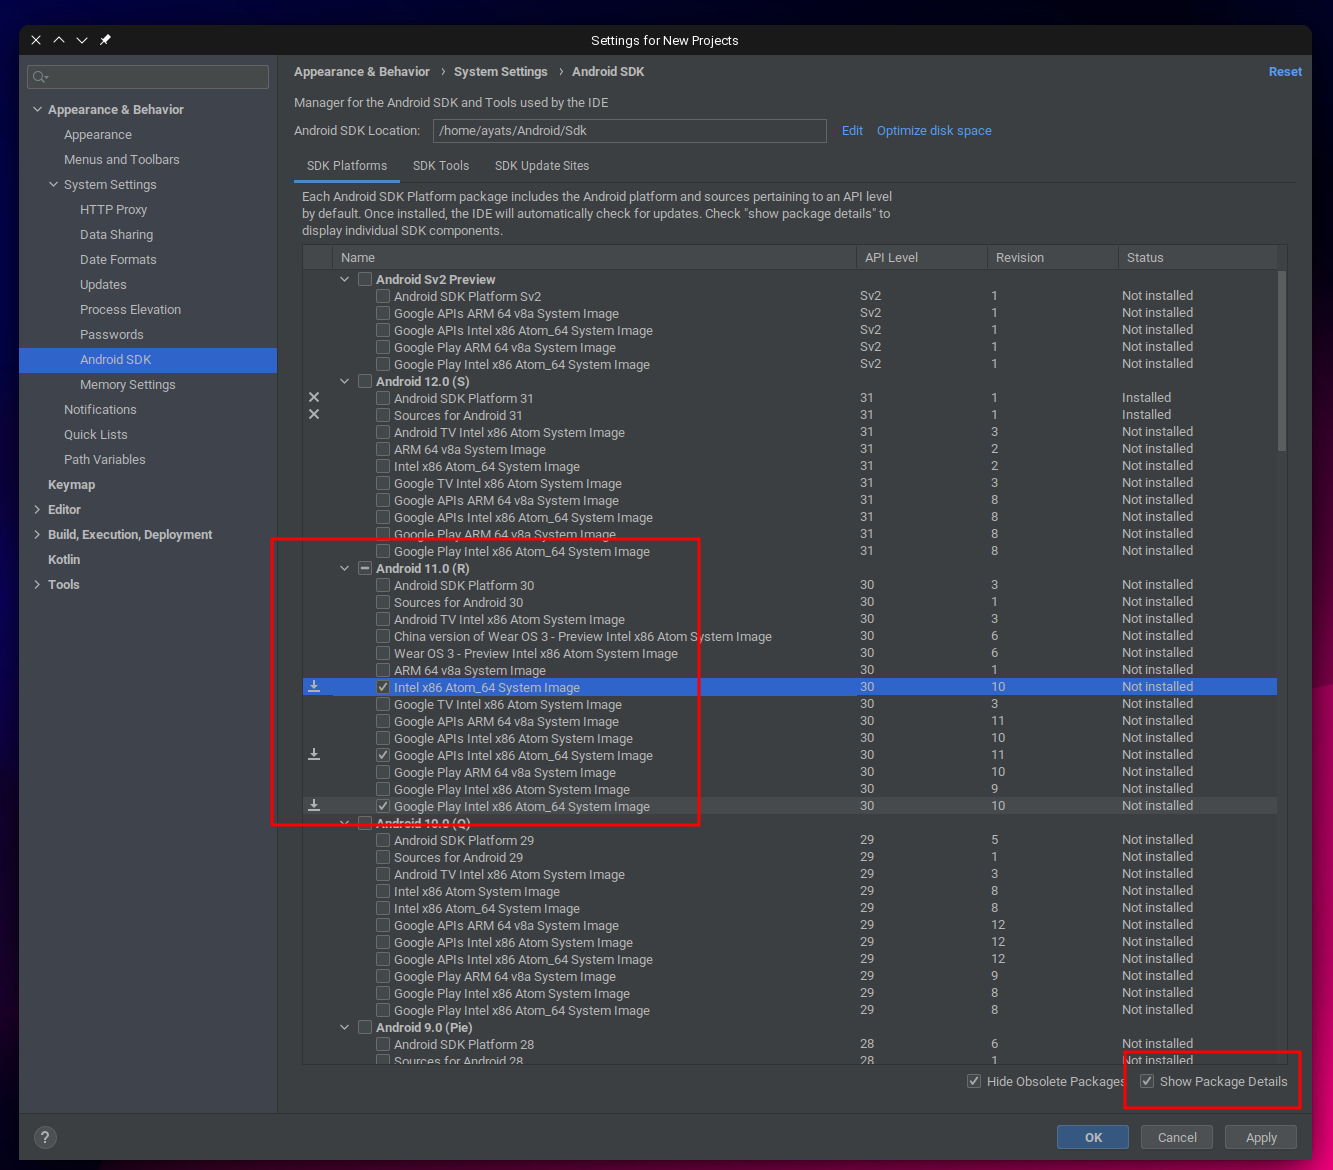 Settings for New Projects
Appearance & Behavior
Appearance
Menus and Toolbars
System Settings
HTTP Proxy
Data Sharing
Date Formats
Updates
Process Elevation
Passwords
Android SDK
Memory Settings
Notifications
Quick Lists
Path Variables
Keymap
Editor
Build, Execution, Deployment
Kotlin
Tools
Appearance & Behavior › System Settings › Android SDK
Reset
Manager for the Android SDK and Tools used by the IDE
Android SDK Location: /home/ayats/Android/Sdk Edit Optimize disk space
SDK Platforms SDK Tools SDK Update Sites
Each Android SDK Platform package includes the Android platform and sources pertaining to an API level
by default. Once installed, the IDE will automatically check for updates. Check "show package details" to
display individual SDK components.
Name API Level Revision Status
Android Sv2 Preview
Android SDK Platform Sv2 Sv2 1 Not installed
Google APIs ARM 64 v8a System Image Sv2 1 Not installed
Google APIs Intel x86 Atom_64 System Image Sv2 1 Not installed
Google Play ARM 64 v8a System Image Sv2 1 Not installed
Google Play Intel x86 Atom_64 System Image Sv2 1 Not installed
Android 12.0 (S)
Android SDK Platform 31 31 1 Installed
Sources for Android 31 31 1 Installed
Android TV Intel x86 Atom System Image 31 3 Not installed
ARM 64 v8a System Image 31 2 Not installed
Intel x86 Atom_64 System Image 31 2 Not installed
Google TV Intel x86 Atom System Image 31 3 Not installed
Google APIs ARM 64 v8a System Image 31 8 Not installed
Google APIs Intel x86 Atom_64 System Image 31 8 Not installed
Google Play ARM 64 v8a System Image 31 8 Not installed
Google Play Intel x86 Atom_64 System Image 31 8 Not installed
Android 11.0 (R)
Android SDK Platform 30 30 3 Not installed
Sources for Android 30 30 1 Not installed
Android TV Intel x86 Atom System Image 30 3 Not installed
China version of Wear OS 3 - Preview Intel x86 Atom System Image 30 6 Not installed
Wear OS 3 - Preview Intel x86 Atom System Image 30 6 Not installed
ARM 64 v8a System Image 30 1 Not installed
Intel x86 Atom_64 System Image 30 10 Not installed
Google TV Intel x86 Atom System Image 30 3 Not installed
Google APIs ARM 64 v8a System Image 30 11 Not installed
Google APIs Intel x86 Atom System Image 30 10 Not installed
Google APIs Intel x86 Atom_64 System Image 30 11 Not installed
Google Play ARM 64 v8a System Image 30 10 Not installed
Google Play Intel x86 Atom System Image 30 9 Not installed
Google Play Intel x86 Atom_64 System Image 30 10 Not installed
Android 10.0 (Q)
Android SDK Platform 29 29 5 Not installed
Sources for Android 29 29 1 Not installed
Android TV Intel x86 Atom System Image 29 3 Not installed
Intel x86 Atom System Image 29 8 Not installed
Intel x86 Atom_64 System Image 29 8 Not installed
Google APIs ARM 64 v8a System Image 29 12 Not installed
Google APIs Intel x86 Atom System Image 29 12 Not installed
Google APIs Intel x86 Atom_64 System Image 29 12 Not installed
Google Play ARM 64 v8a System Image 29 9 Not installed
Google Play Intel x86 Atom System Image 29 8 Not installed
Google Play Intel x86 Atom_64 System Image 29 8 Not installed
Android 9.0 (Pie)
Android SDK Platform 28 28 6 Not installed
Sources for Android 28 28 1 Not installed
Hide Obsolete Packages Show Package Details
? OK Cancel Apply